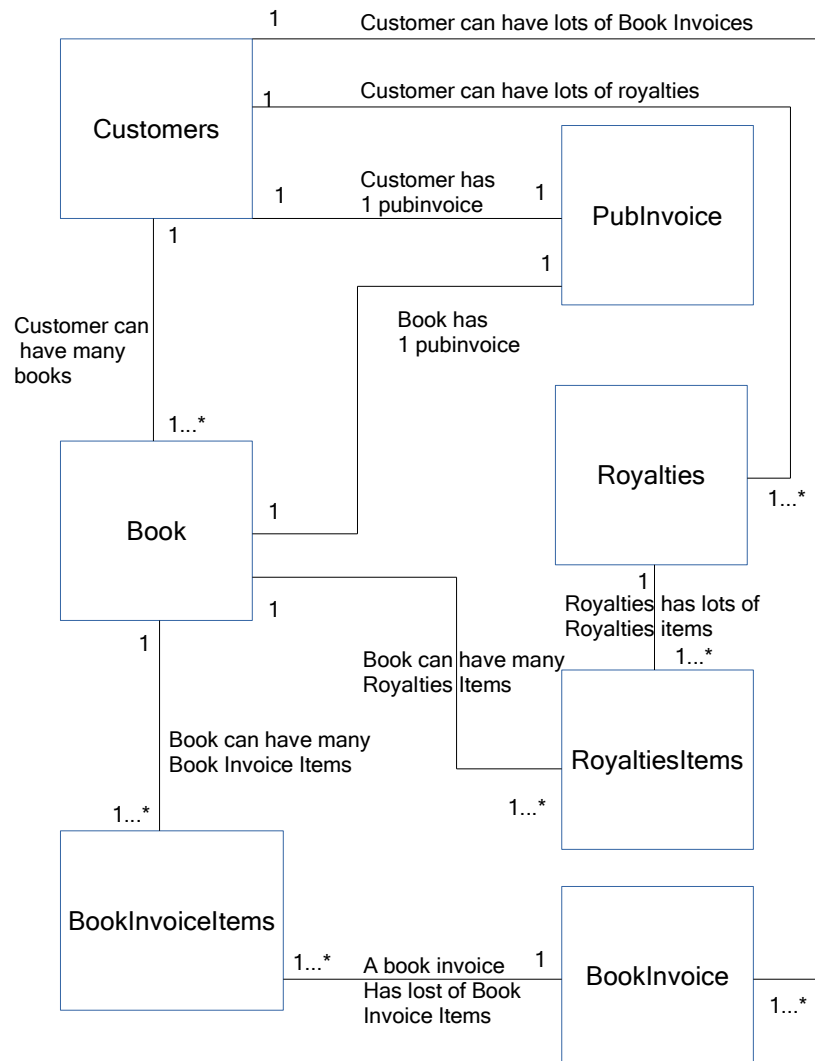 1
Customer can have lots of Book Invoices
1
Customer can have lots of royalties
Customers
Customer has
1 pubinvoice
1
1
PubInvoice
1
1
Book has
1 pubinvoice
Customer can
have many
books
1...*
Royalties
1...*
Book
1
1
1
1
Royalties has lots of
Royalties items
1...*
Book can have many
Royalties Items
Book can have many
Book Invoice Items
RoyaltiesItems
1...*
1...*
BookInvoiceItems
1...*
A book invoice
Has lost of Book
Invoice Items
1
BookInvoice
1...*